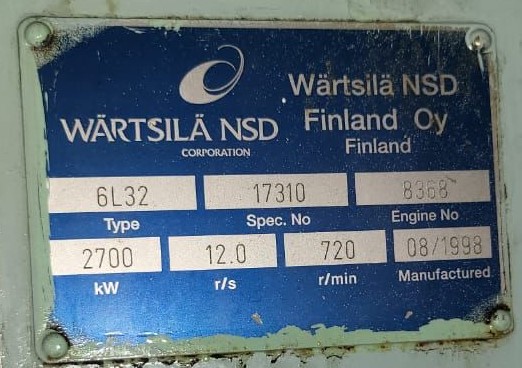 WÄRTSILÄ NSD
CORPORATION
Wärtsilä NSD
Finland Oy
Finland
6L32 17310 8368
Type Spec. No Engine No
2700 12.0 720 08/1998
kW r/s r/min Manufactured